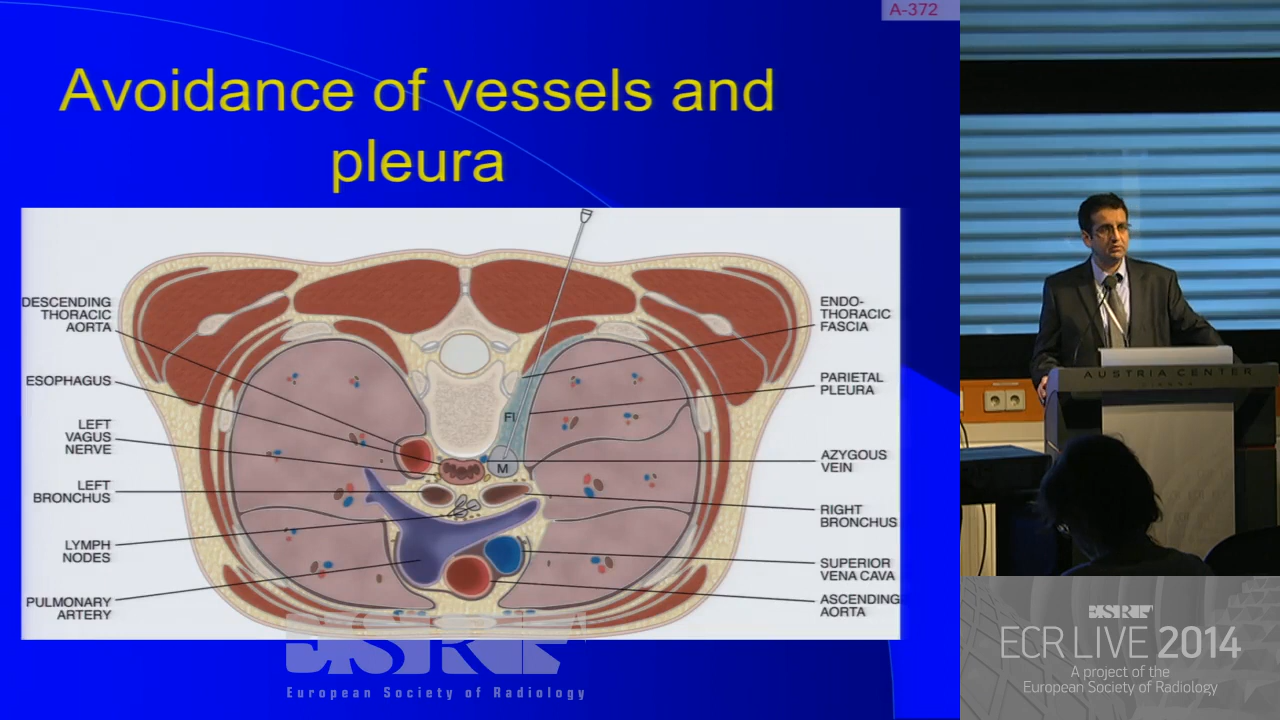 A-372
Avoidance of vessels and
pleura
DESCENDING
THORACIC
AORTA
ESOPHAGUS
LEFT
VAGUS
NERVE
LEFT
BRONCHUS
LYMPH
NODES
PULMONARY
ARTERY
FI
M
ENDO-
THORACIC
FASCIA
PARIETAL
PLEURA
AZYGOUS
VEIN
RIGHT
BRONCHUS
SUPERIOR
VENA CAVA
ASCENDING
AORTA
ESR
European Society of Radiology
AUSTRIA CENTER
ESR
ECR LIVE 2014
A project of the
European Society of Radiology